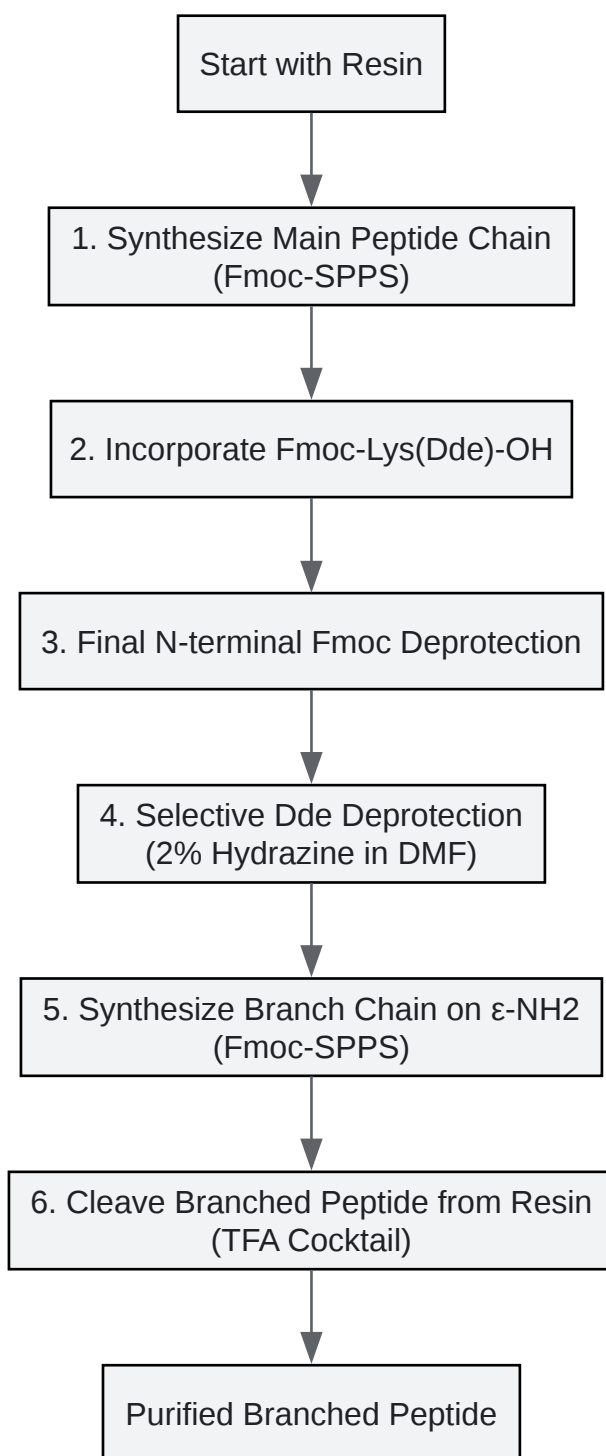 Start with Resin
1. Synthesize Main Peptide Chain
(Fmoc-SPPS)
2. Incorporate Fmoc-Lys(Dde)-OH
3. Final N-terminal Fmoc Deprotection
4. Selective Dde Deprotection
(2% Hydrazine in DMF)
5. Synthesize Branch Chain on ε-NH2
(Fmoc-SPPS)
6. Cleave Branched Peptide from Resin
(TFA Cocktail)
Purified Branched Peptide